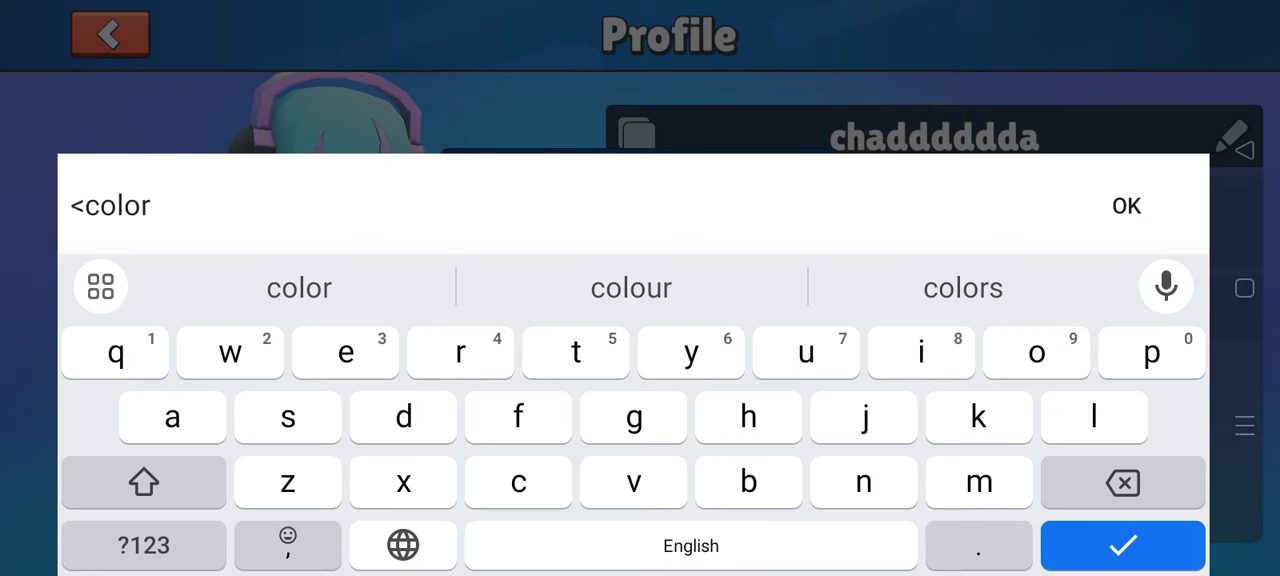 Profile
chadddddda
<color
OK
color colour colors
q 1 w 2 e 3 r 4 t 5 y 6 u 7 i 8 o 9 p 0
a s d f g h j k l
z x c v b n m
?123 , English .